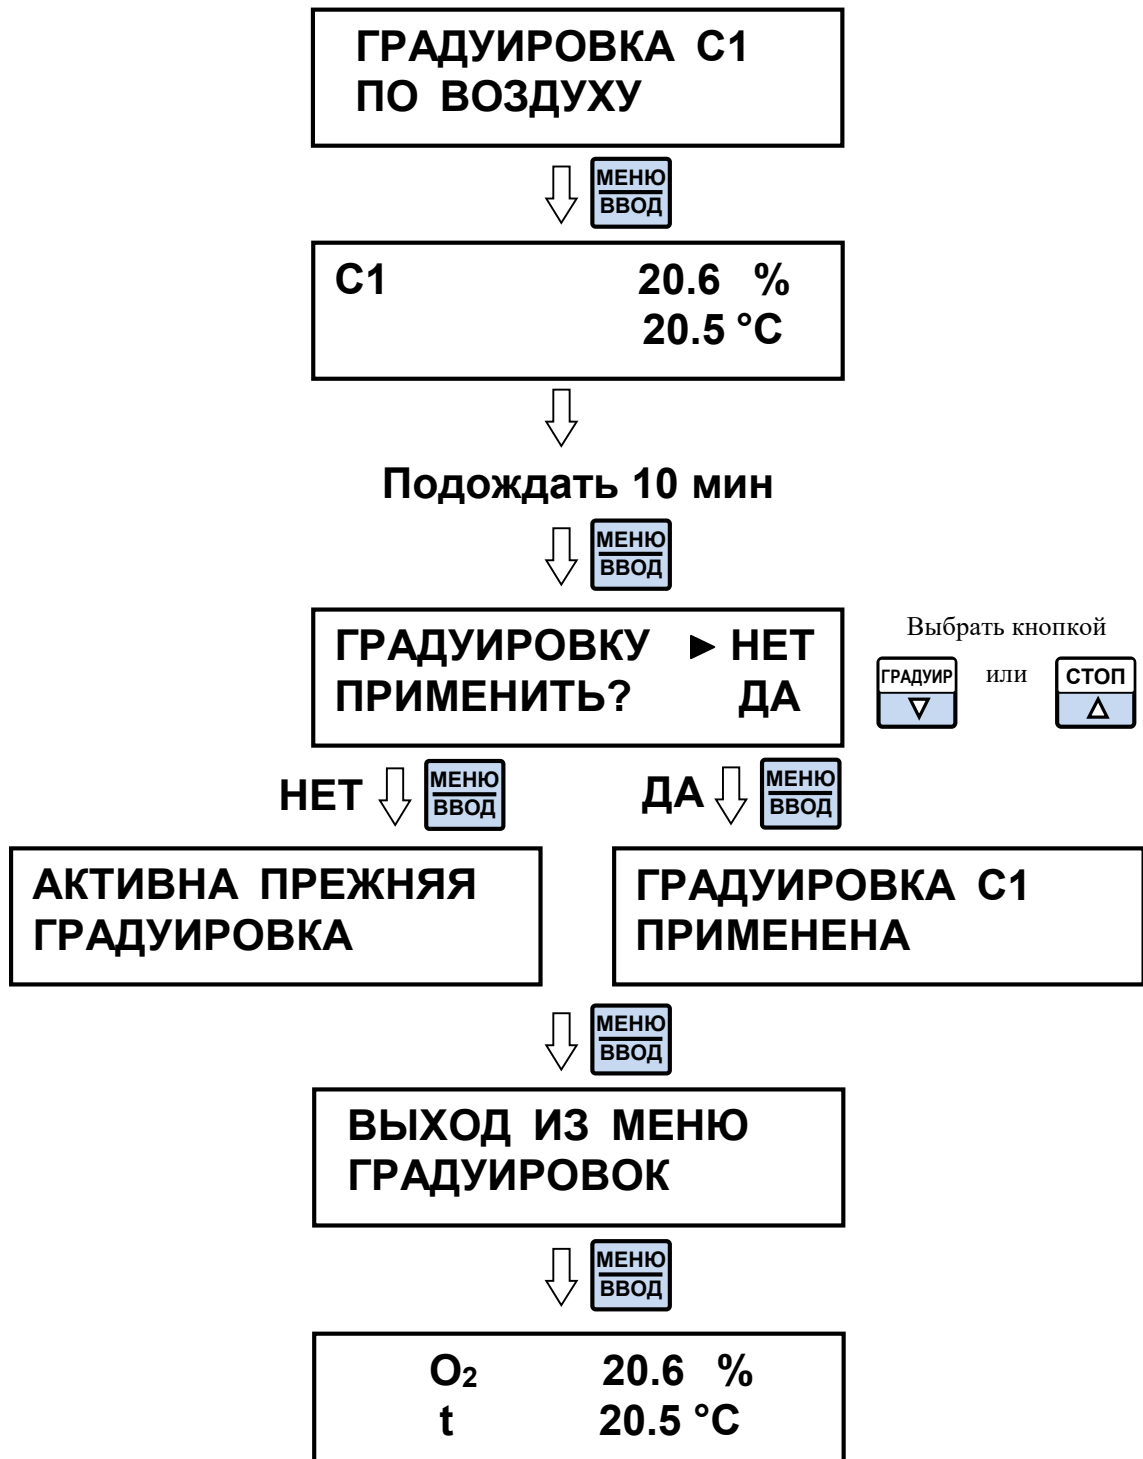 ГРАДУИРОВКА С1
ПО ВОЗДУХУ
МЕНЮ
ВВОД
С1 20.6 %
20.5 °С
Подождать 10 мин
МЕНЮ
ВВОД
ГРАДУИРОВКУ ► НЕТ
ПРИМЕНИТЬ? ДА
Выбрать кнопкой
ГРАДУИР или СТОП
НЕТ
МЕНЮ
ВВОД
ДА
МЕНЮ
ВВОД
АКТИВНА ПРЕЖНЯЯ
ГРАДУИРОВКА
ГРАДУИРОВКА С1
ПРИМЕНЕНА
МЕНЮ
ВВОД
ВЫХОД ИЗ МЕНЮ
ГРАДУИРОВОК
МЕНЮ
ВВОД
O₂ 20.6 %
t 20.5 °С